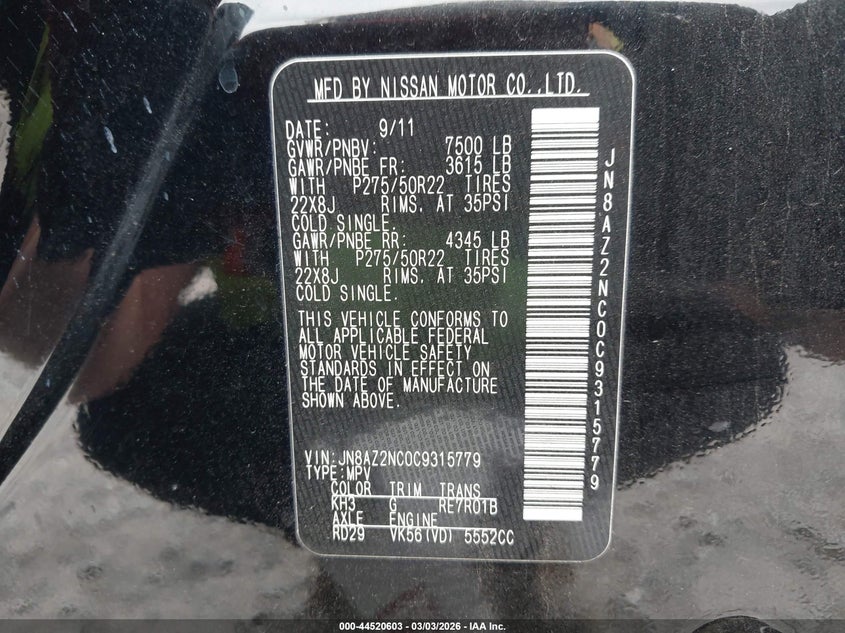 MFD BY NISSAN MOTOR CO.,LTD.
DATE: 9/11
GVWR/PNBV: 7500 LB
GAWR/PNBE FR: 3615 LB
WITH P275/50R22 TIRES
22X8J RIMS. AT 35PSI
COLD SINGLE.
GAWR/PNBE RR: 4345 LB
WITH P275/50R22 TIRES
22X8J RIMS. AT 35PSI
COLD SINGLE.
THIS VEHICLE CONFORMS TO
ALL APPLICABLE FEDERAL
MOTOR VEHICLE SAFETY
STANDARDS IN EFFECT ON
THE DATE OF MANUFACTURE
SHOWN ABOVE.
VIN:JN8AZ2NC0C9315779
TYPE:MPV
COLOR TRIM TRANS
KH3 G RE7R01B
AXLE ENGINE
RD29 VK56(VD) 5552CC
JN8AZ2NC0C9315779
000-44520603 - 03/03/2026 - IAA Inc.